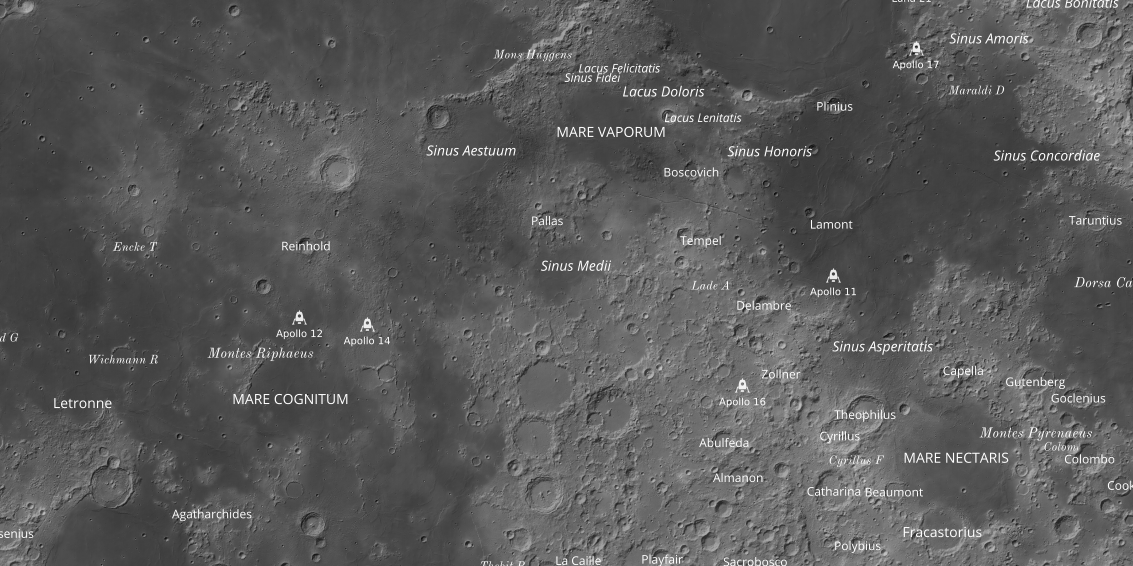 Lacus Bonitatis
Sinus Amoris
Apollo 17
Mons Huygens
Lacus Felicitatis
Sinus Fidei
Lacus Doloris
Maraldi D
Plinius
Lacus Lenitatis
MARE VAPORUM
Sinus Aestuum
Sinus Honoris
Sinus Concordiae
Boscovich
Pallas
Taruntius
Lamont
Encke T
Reinhold
Tempel
Sinus Medii
Lade A
Apollo 11
Dorsa Ca
Delambre
Apollo 12
Apollo 14
d G
Wichmann R
Montes Riphaeus
Sinus Asperitatis
Zollner
Capella
Gutenberg
Letronne
MARE COGNITUM
Apollo 16
Goclenius
Theophilus
Cyrillus
Abulfeda
Montes Pyrenaeus
Colom
Cyrillus F
MARE NECTARIS
Colombo
Almanon
Catharina
Beaumont
Cook
Agatharchides
senius
Fracastorius
Polybius
La Caille
Playfair
Sacrobosco